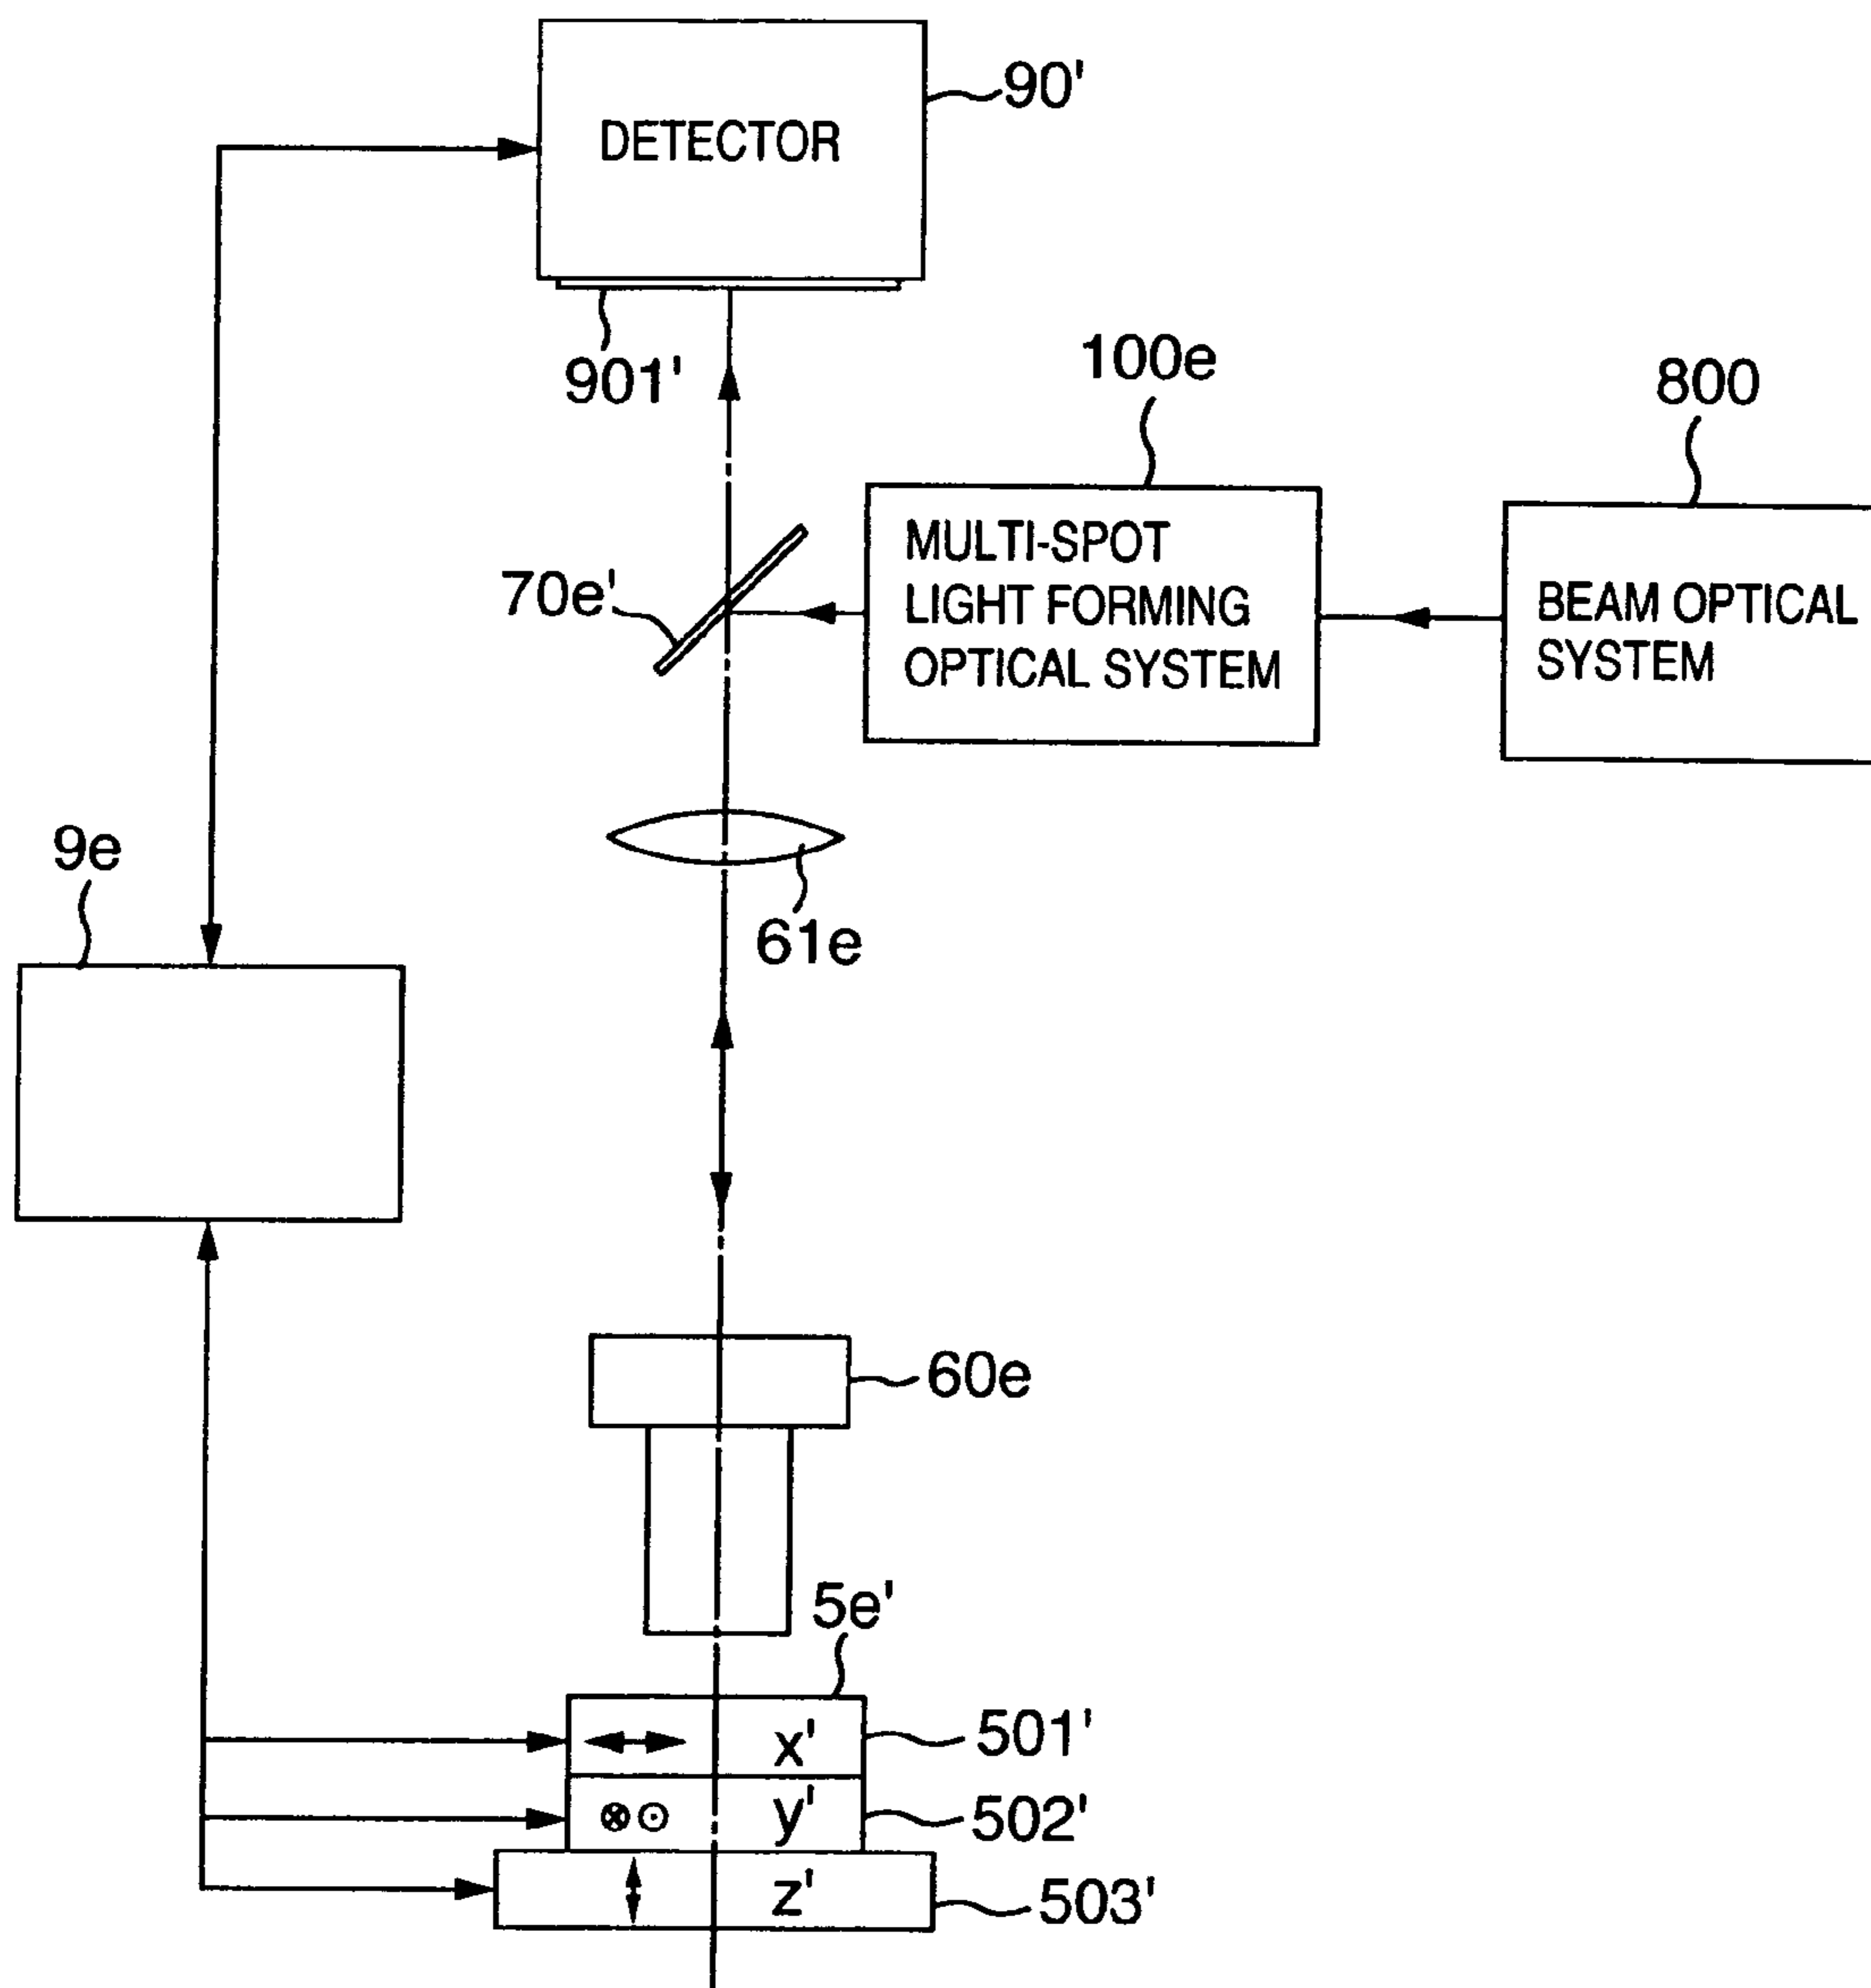 90'
DETECTOR
901'
100e
800
MULTI-SPOT
LIGHT FORMING
OPTICAL SYSTEM
BEAM OPTICAL
SYSTEM
70e'
9e
61e
60e
5e'
x'
501'
y'
502'
z'
503'